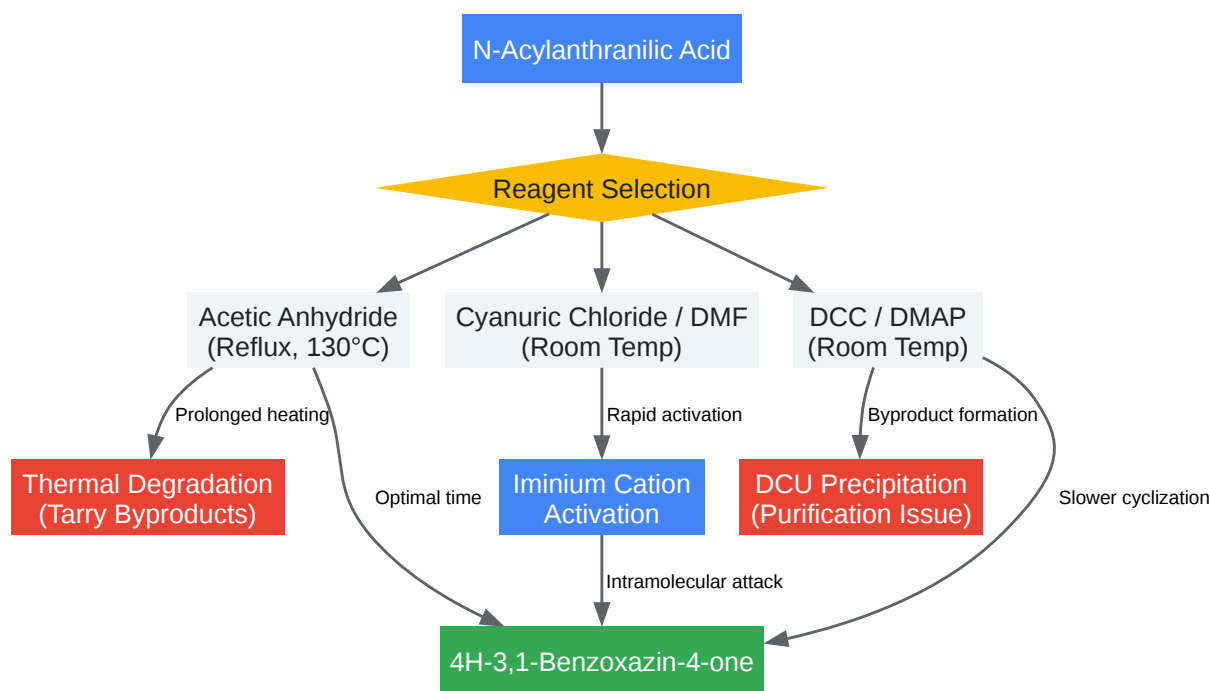 N-Acylanthranilic Acid
Reagent Selection
Acetic Anhydride
(Reflux, 130°C)
Cyanuric Chloride / DMF
(Room Temp)
DCC / DMAP
(Room Temp)
Prolonged heating
Rapid activation
Byproduct formation
Thermal Degradation
(Tarry Byproducts)
Optimal time
Iminium Cation
Activation
DCU Precipitation
(Purification Issue)
Slower cyclization
Intramolecular attack
4H-3,1-Benzoxazin-4-one